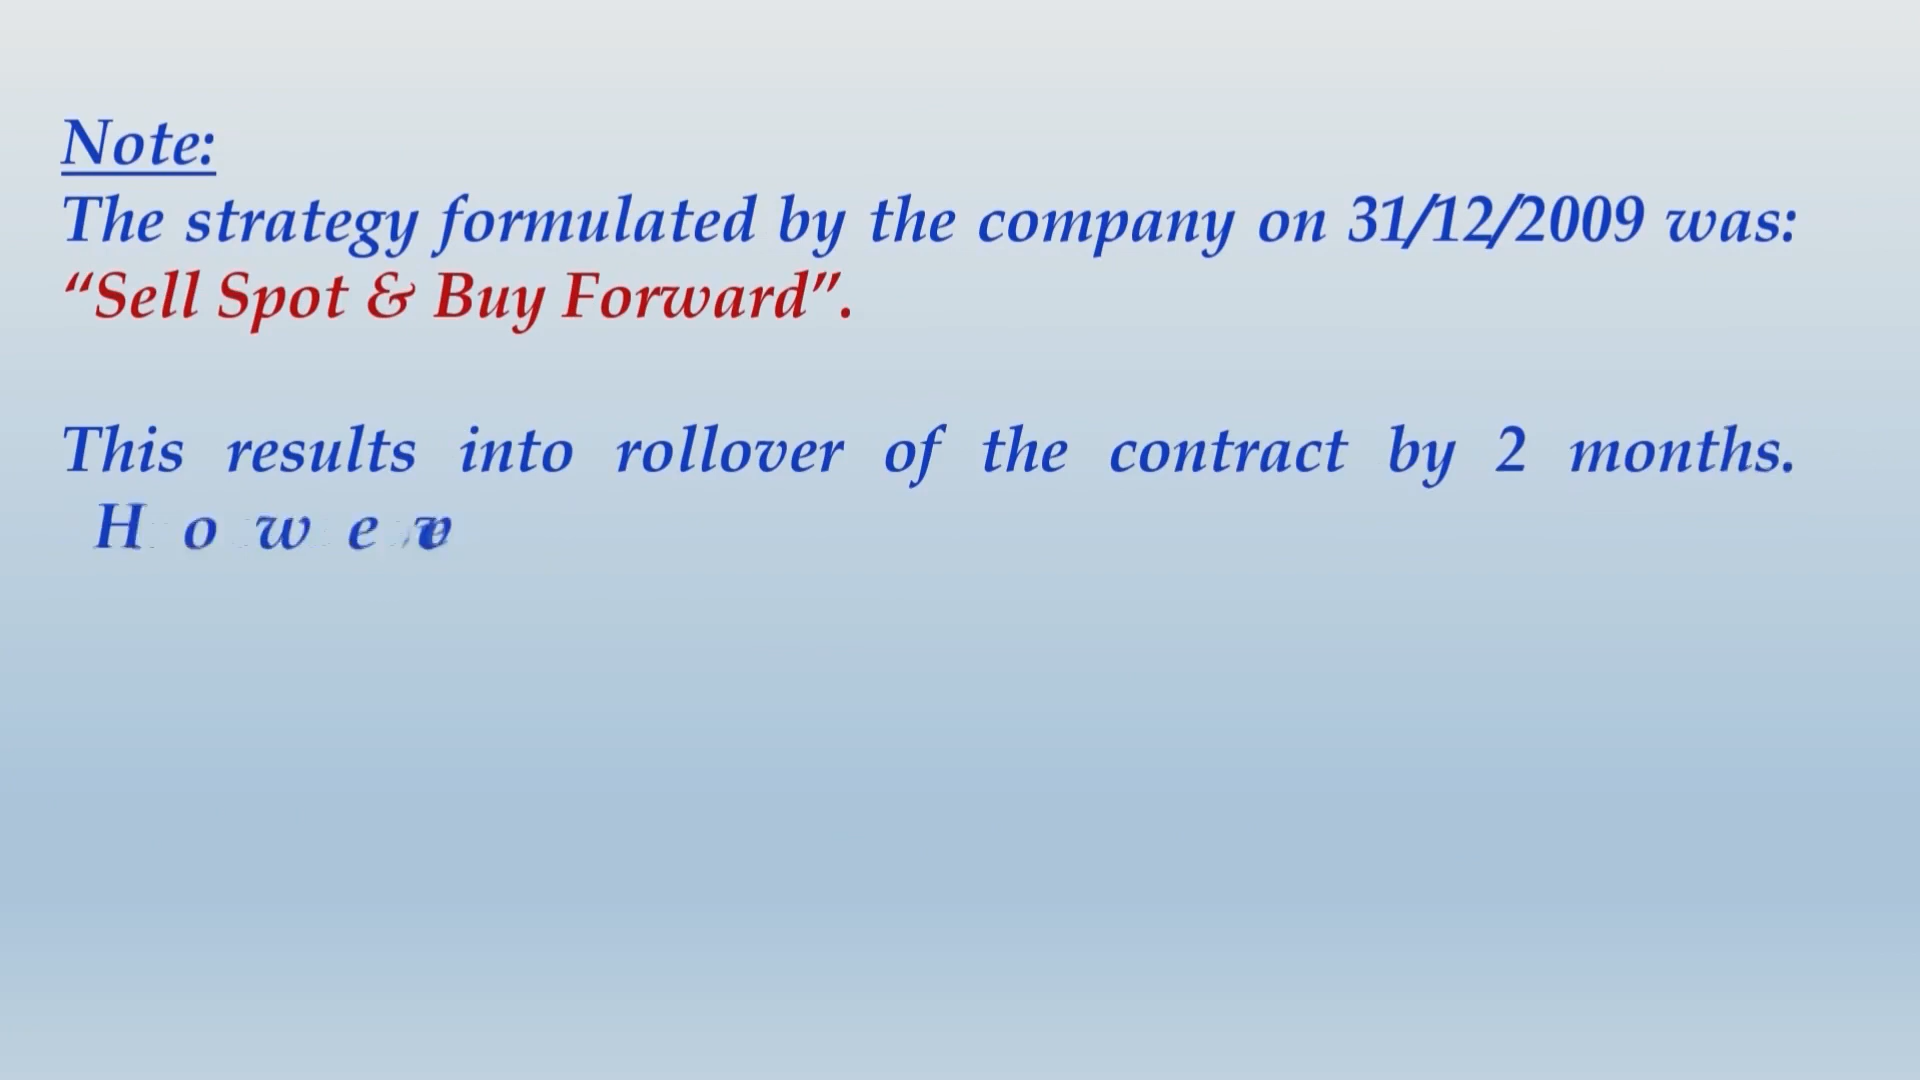 Note:
The strategy formulated by the company on 31/12/2009 was:
“Sell Spot & Buy Forward”.
This results into rollover of the contract by 2 months.